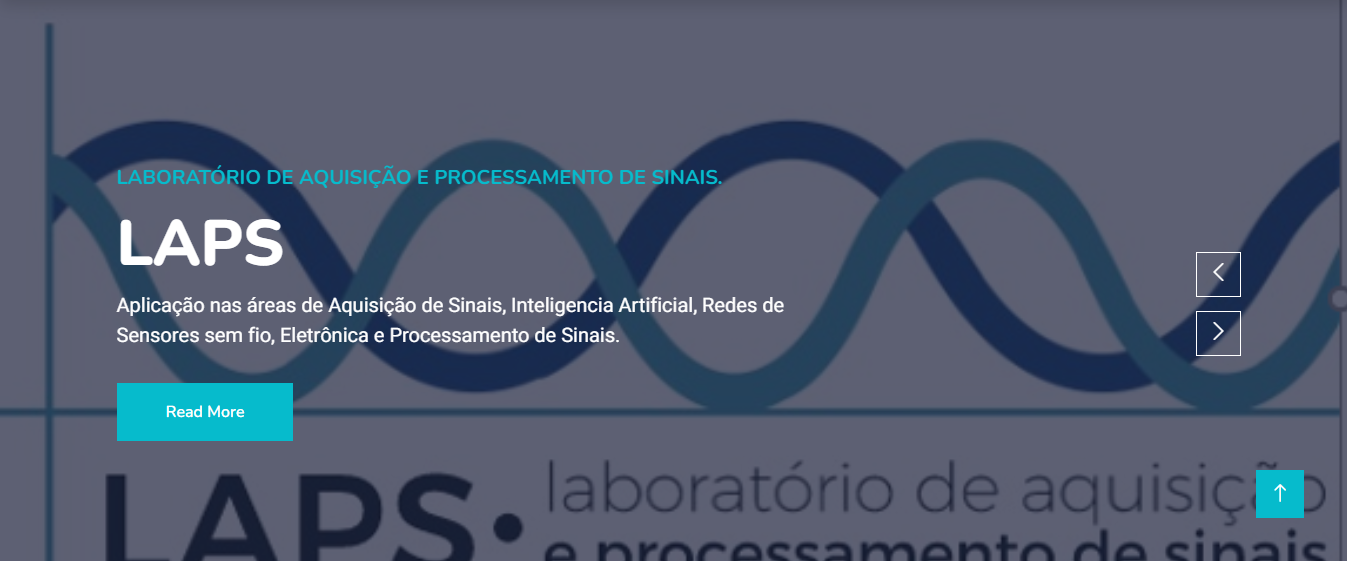 LABORATÓRIO DE AQUISIÇÃO E PROCESSAMENTO DE SINAIS.
LAPS
Aplicação nas áreas de Aquisição de Sinais, Inteligencia Artificial, Redes de
Sensores sem fio, Eletrônica e Processamento de Sinais.
Read More
LAPS
laboratório de aquisição
e processamento de sinais